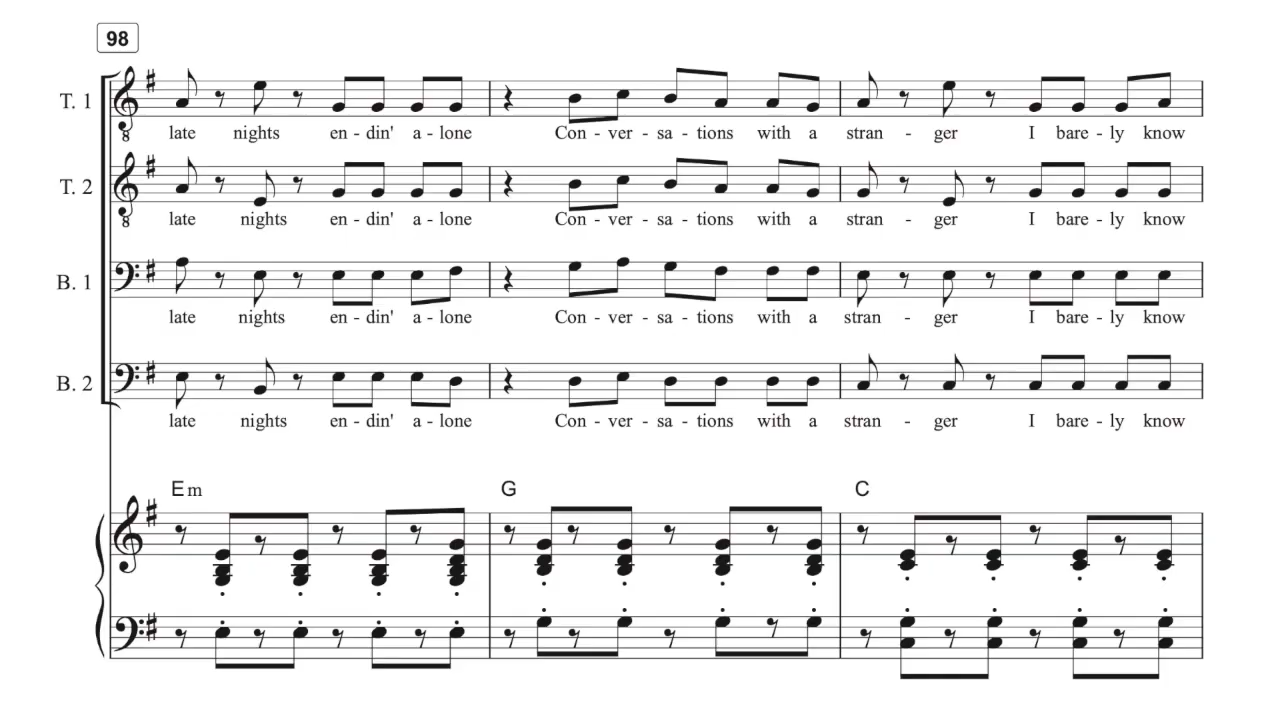 98
T. 1
late nights en - din' a - lone Con - ver - sa - tions with a stran - ger I bare - ly know
T. 2
late nights en - din' a - lone Con - ver - sa - tions with a stran - ger I bare - ly know
B. 1
late nights en - din' a - lone Con - ver - sa - tions with a stran - ger I bare - ly know
B. 2
late nights en - din' a - lone Con - ver - sa - tions with a stran - ger I bare - ly know
Em G C